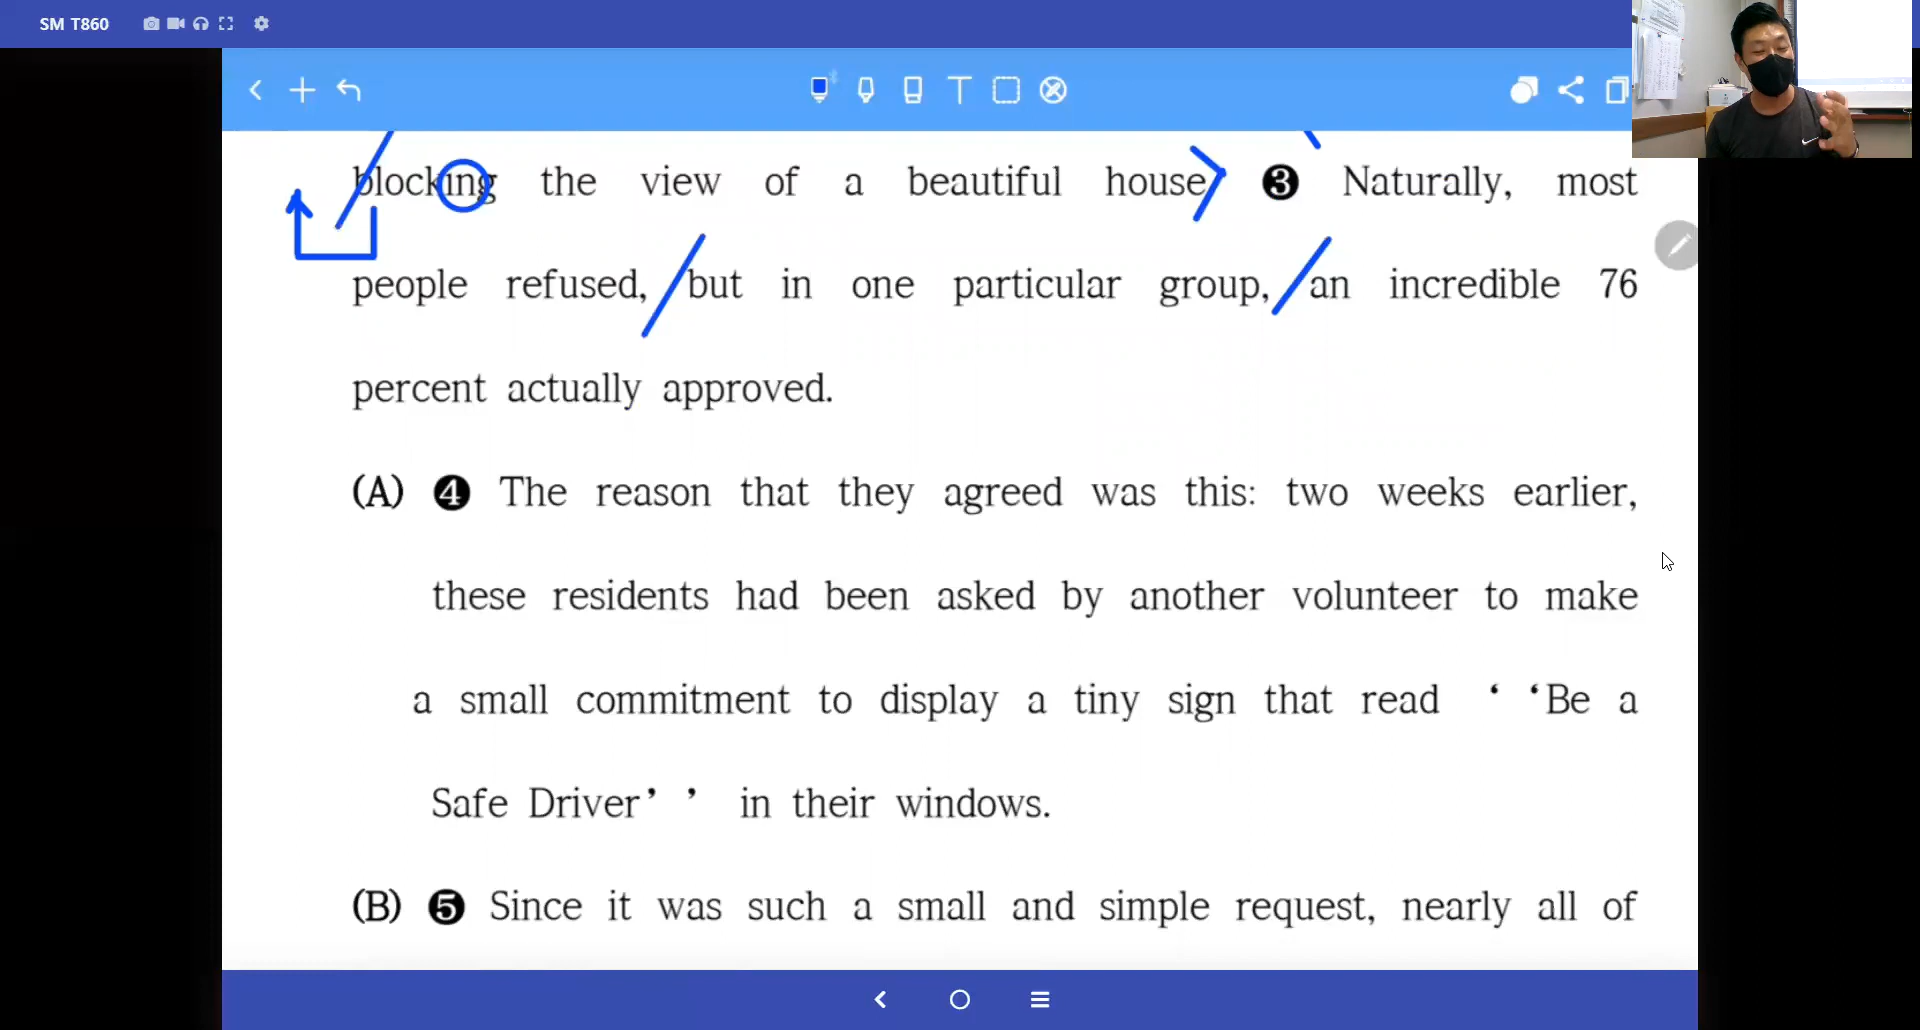 SM T860
blocking the view of a beautiful house ❸ Naturally, most
people refused, but in one particular group, an incredible 76
percent actually approved.
(A) ❹ The reason that they agreed was this: two weeks earlier,
these residents had been asked by another volunteer to make
a small commitment to display a tiny sign that read ‘ ‘Be a
Safe Driver’ ’ in their windows.
(B) ❺ Since it was such a small and simple request, nearly all of